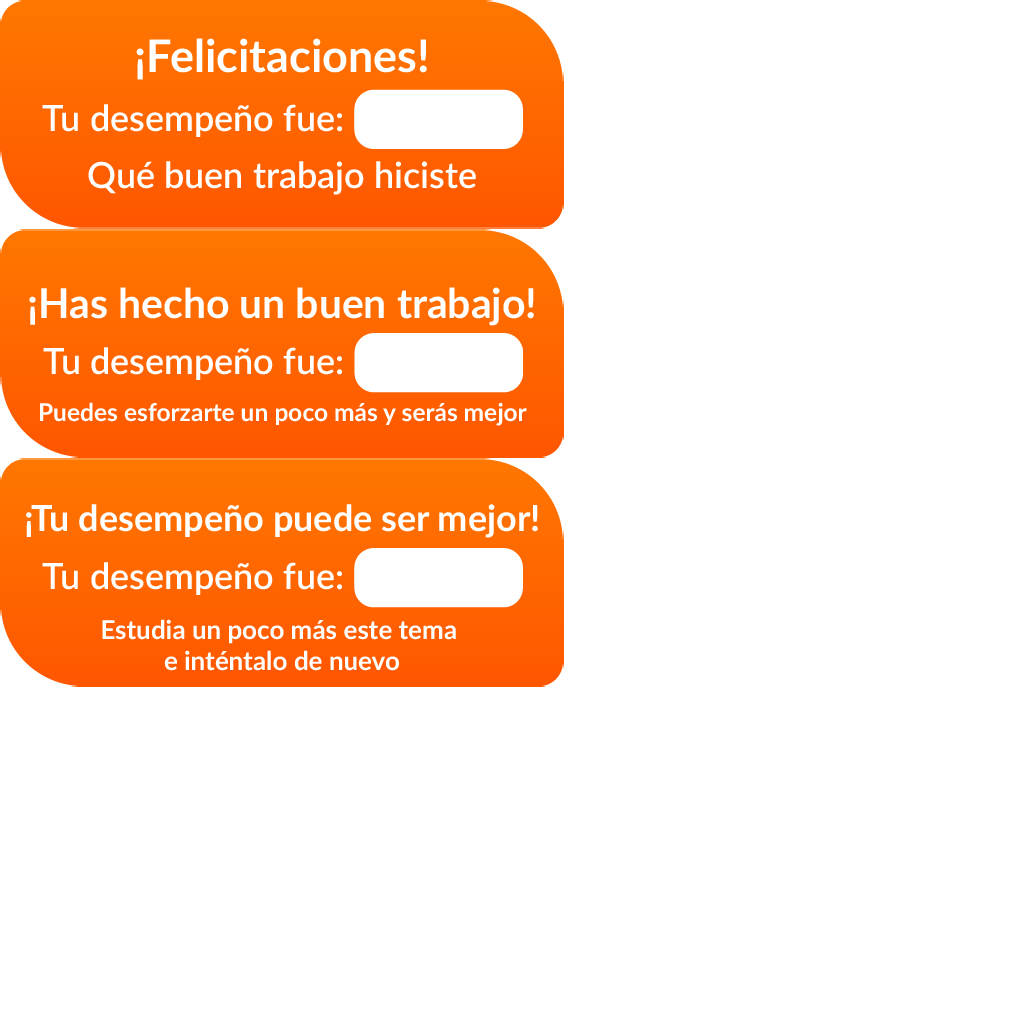 ¡Felicitaciones!
Tu desempeño fue:
Qué buen trabajo hiciste
¡Has hecho un buen trabajo!
Tu desempeño fue:
Puedes esforzarte un poco más y serás mejor
¡Tu desempeño puede ser mejor!
Tu desempeño fue:
Estudia un poco más este tema
e inténtalo de nuevo